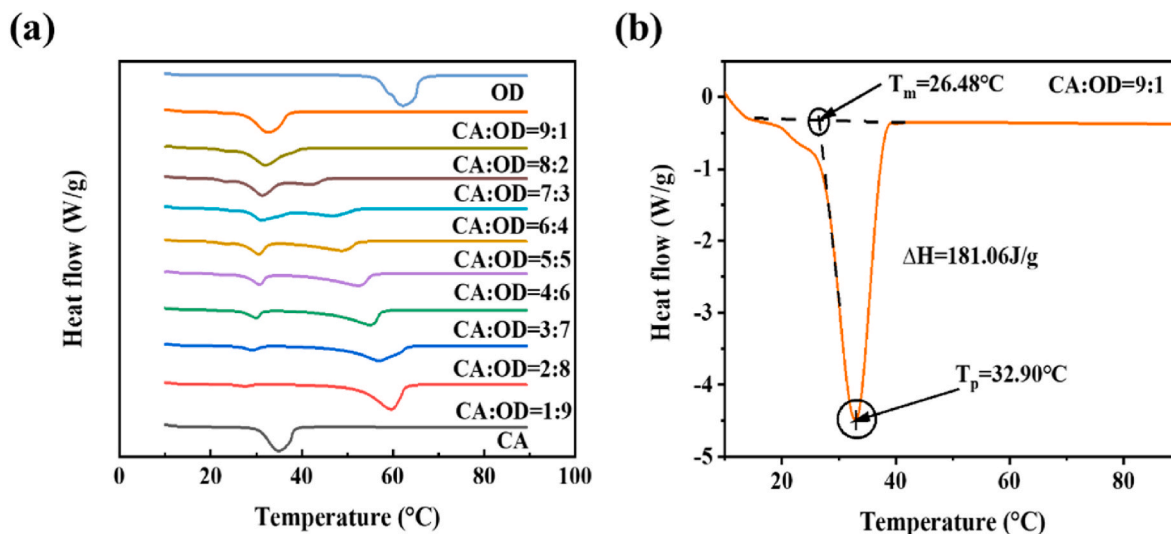 (a)
OD
CA:OD=9:1
CA:OD=8:2
CA:OD=7:3
CA:OD=6:4
CA:OD=5:5
CA:OD=4:6
CA:OD=3:7
CA:OD=2:8
CA:OD=1:9
CA
Heat flow (W/g)
0 20 40 60 80 100
Temperature (°C)
(b)
Tm=26.48°C
CA:OD=9:1
0
-1
-2
-3
-4
-5
ΔH=181.06J/g
Tp=32.90°C
Heat flow (W/g)
20 40 60 80
Temperature (°C)